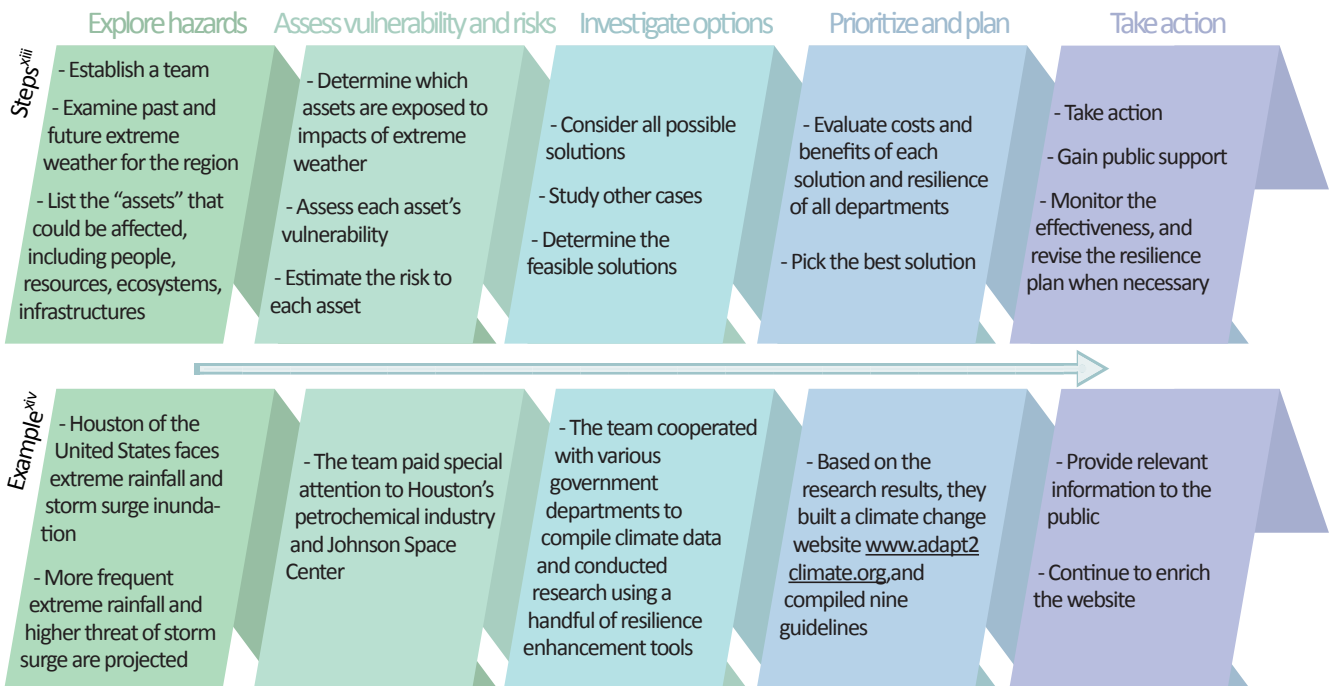 Explore hazards
Assess vulnerability and risks
Investigate options
Prioritize and plan
Take action
Stepsxiii
- Establish a team
- Examine past and
future extreme
weather for the region
- List the “assets” that
could be affected,
including people,
resources, ecosystems,
infrastructures
- Determine which
assets are exposed to
impacts of extreme
weather
- Assess each asset’s
vulnerability
- Estimate the risk to
each asset
- Consider all possible
solutions
- Study other cases
- Determine the
feasible solutions
- Evaluate costs and
benefits of each
solution and resilience
of all departments
- Pick the best solution
- Take action
- Gain public support
- Monitor the
effectiveness, and
revise the resilience
plan when necessary
Examplexiv
- Houston of the
United States faces
extreme rainfall and
storm surge inunda-
tion
- More frequent
extreme rainfall and
higher threat of storm
surge are projected
- The team paid special
attention to Houston’s
petrochemical industry
and Johnson Space
Center
- The team cooperated
with various
government
departments to
compile climate data
and conducted
research using a
handful of resilience
enhancement tools
- Based on the
research results, they
built a climate change
website www.adapt2
climate.org,and
compiled nine
guidelines
- Provide relevant
information to the
public
- Continue to enrich
the website